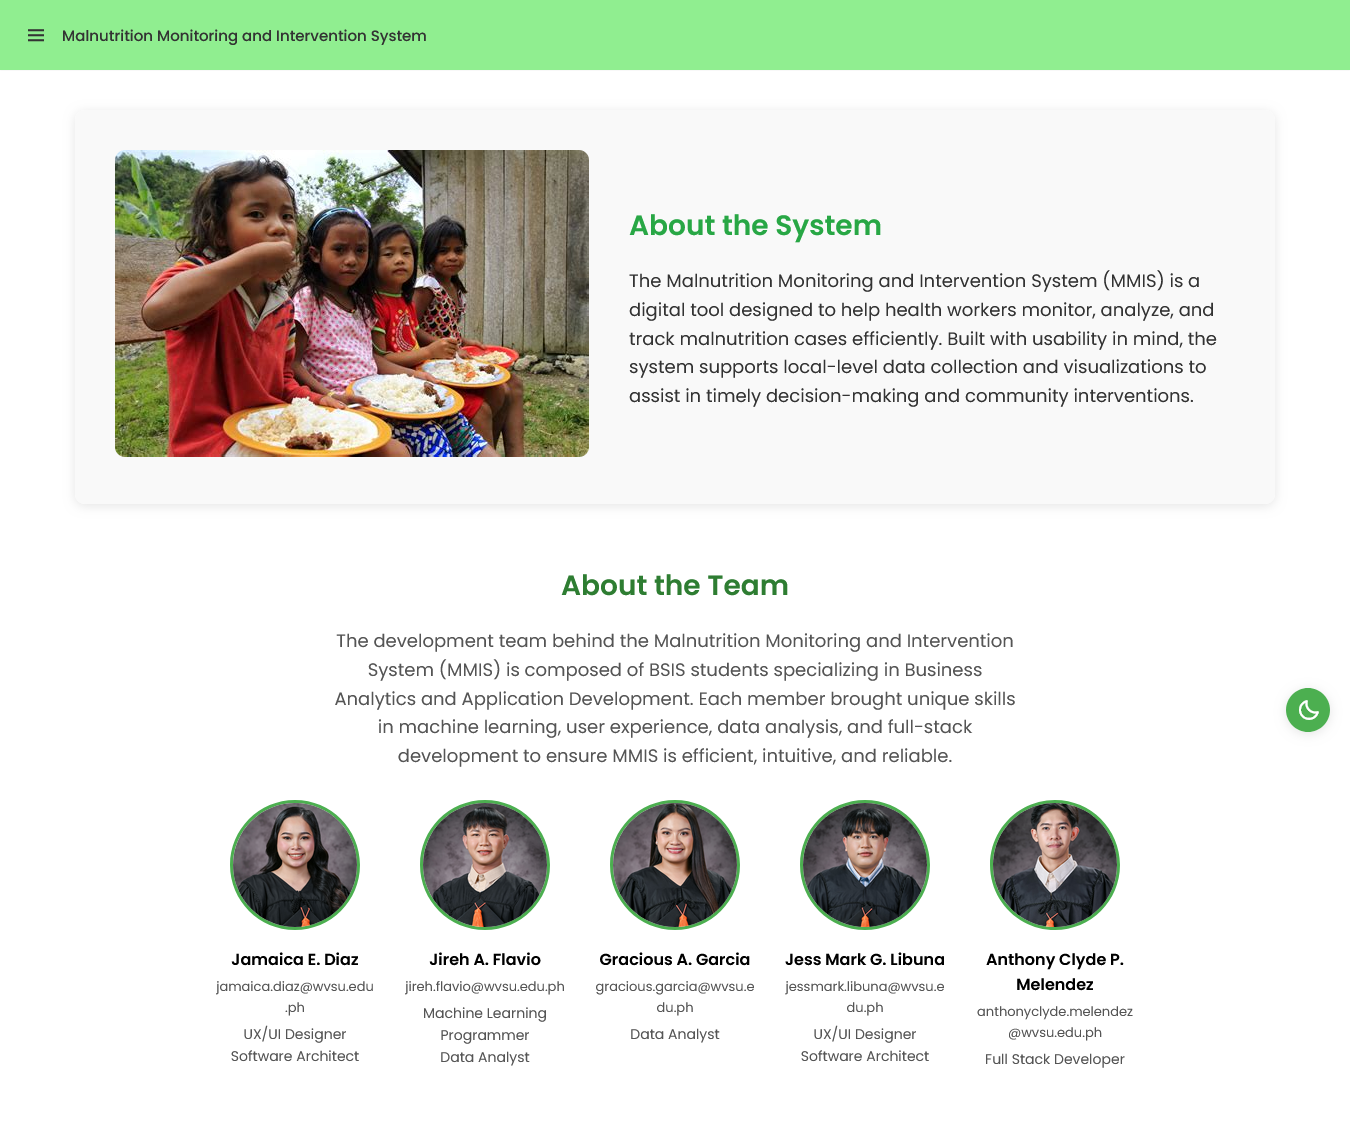 Malnutrition Monitoring and Intervention System
About the System
The Malnutrition Monitoring and Intervention System (MMIS) is a
digital tool designed to help health workers monitor, analyze, and
track malnutrition cases efficiently. Built with usability in mind, the
system supports local-level data collection and visualizations to
assist in timely decision-making and community interventions.
About the Team
The development team behind the Malnutrition Monitoring and Intervention
System (MMIS) is composed of BSIS students specializing in Business
Analytics and Application Development. Each member brought unique skills
in machine learning, user experience, data analysis, and full-stack
development to ensure MMIS is efficient, intuitive, and reliable.
Jamaica E. Diaz
jamaica.diaz@wvsu.edu
.ph
UX/UI Designer
Software Architect
Jireh A. Flavio
jireh.flavio@wvsu.edu.ph
Machine Learning
Programmer
Data Analyst
Gracious A. Garcia
gracious.garcia@wvsu.e
du.ph
Data Analyst
Jess Mark G. Libuna
jessmark.libuna@wvsu.e
du.ph
UX/UI Designer
Software Architect
Anthony Clyde P.
Melendez
anthonyclyde.melendez
@wvsu.edu.ph
Full Stack Developer